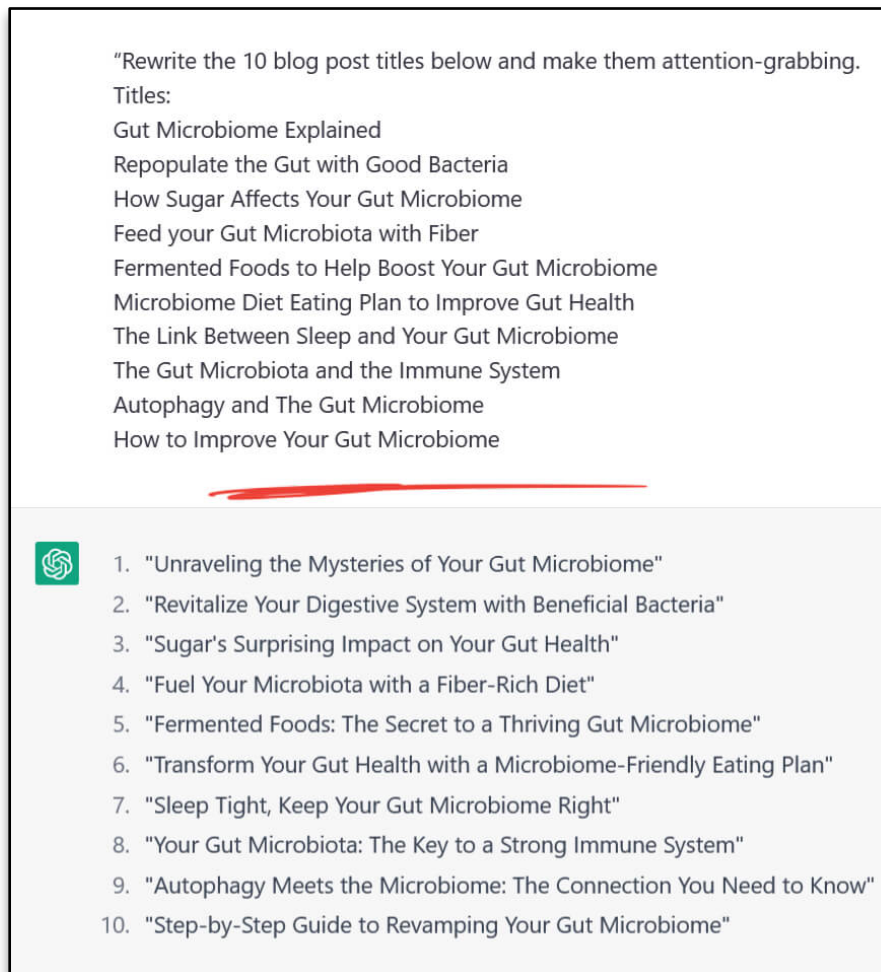 “Rewrite the 10 blog post titles below and make them attention-grabbing.
Titles:
Gut Microbiome Explained
Repopulate the Gut with Good Bacteria
How Sugar Affects Your Gut Microbiome
Feed your Gut Microbiota with Fiber
Fermented Foods to Help Boost Your Gut Microbiome
Microbiome Diet Eating Plan to Improve Gut Health
The Link Between Sleep and Your Gut Microbiome
The Gut Microbiota and the Immune System
Autophagy and The Gut Microbiome
How to Improve Your Gut Microbiome
1. "Unraveling the Mysteries of Your Gut Microbiome"
2. "Revitalize Your Digestive System with Beneficial Bacteria"
3. "Sugar's Surprising Impact on Your Gut Health"
4. "Fuel Your Microbiota with a Fiber-Rich Diet"
5. "Fermented Foods: The Secret to a Thriving Gut Microbiome"
6. "Transform Your Gut Health with a Microbiome-Friendly Eating Plan"
7. "Sleep Tight, Keep Your Gut Microbiome Right"
8. "Your Gut Microbiota: The Key to a Strong Immune System"
9. "Autophagy Meets the Microbiome: The Connection You Need to Know"
10. "Step-by-Step Guide to Revamping Your Gut Microbiome"